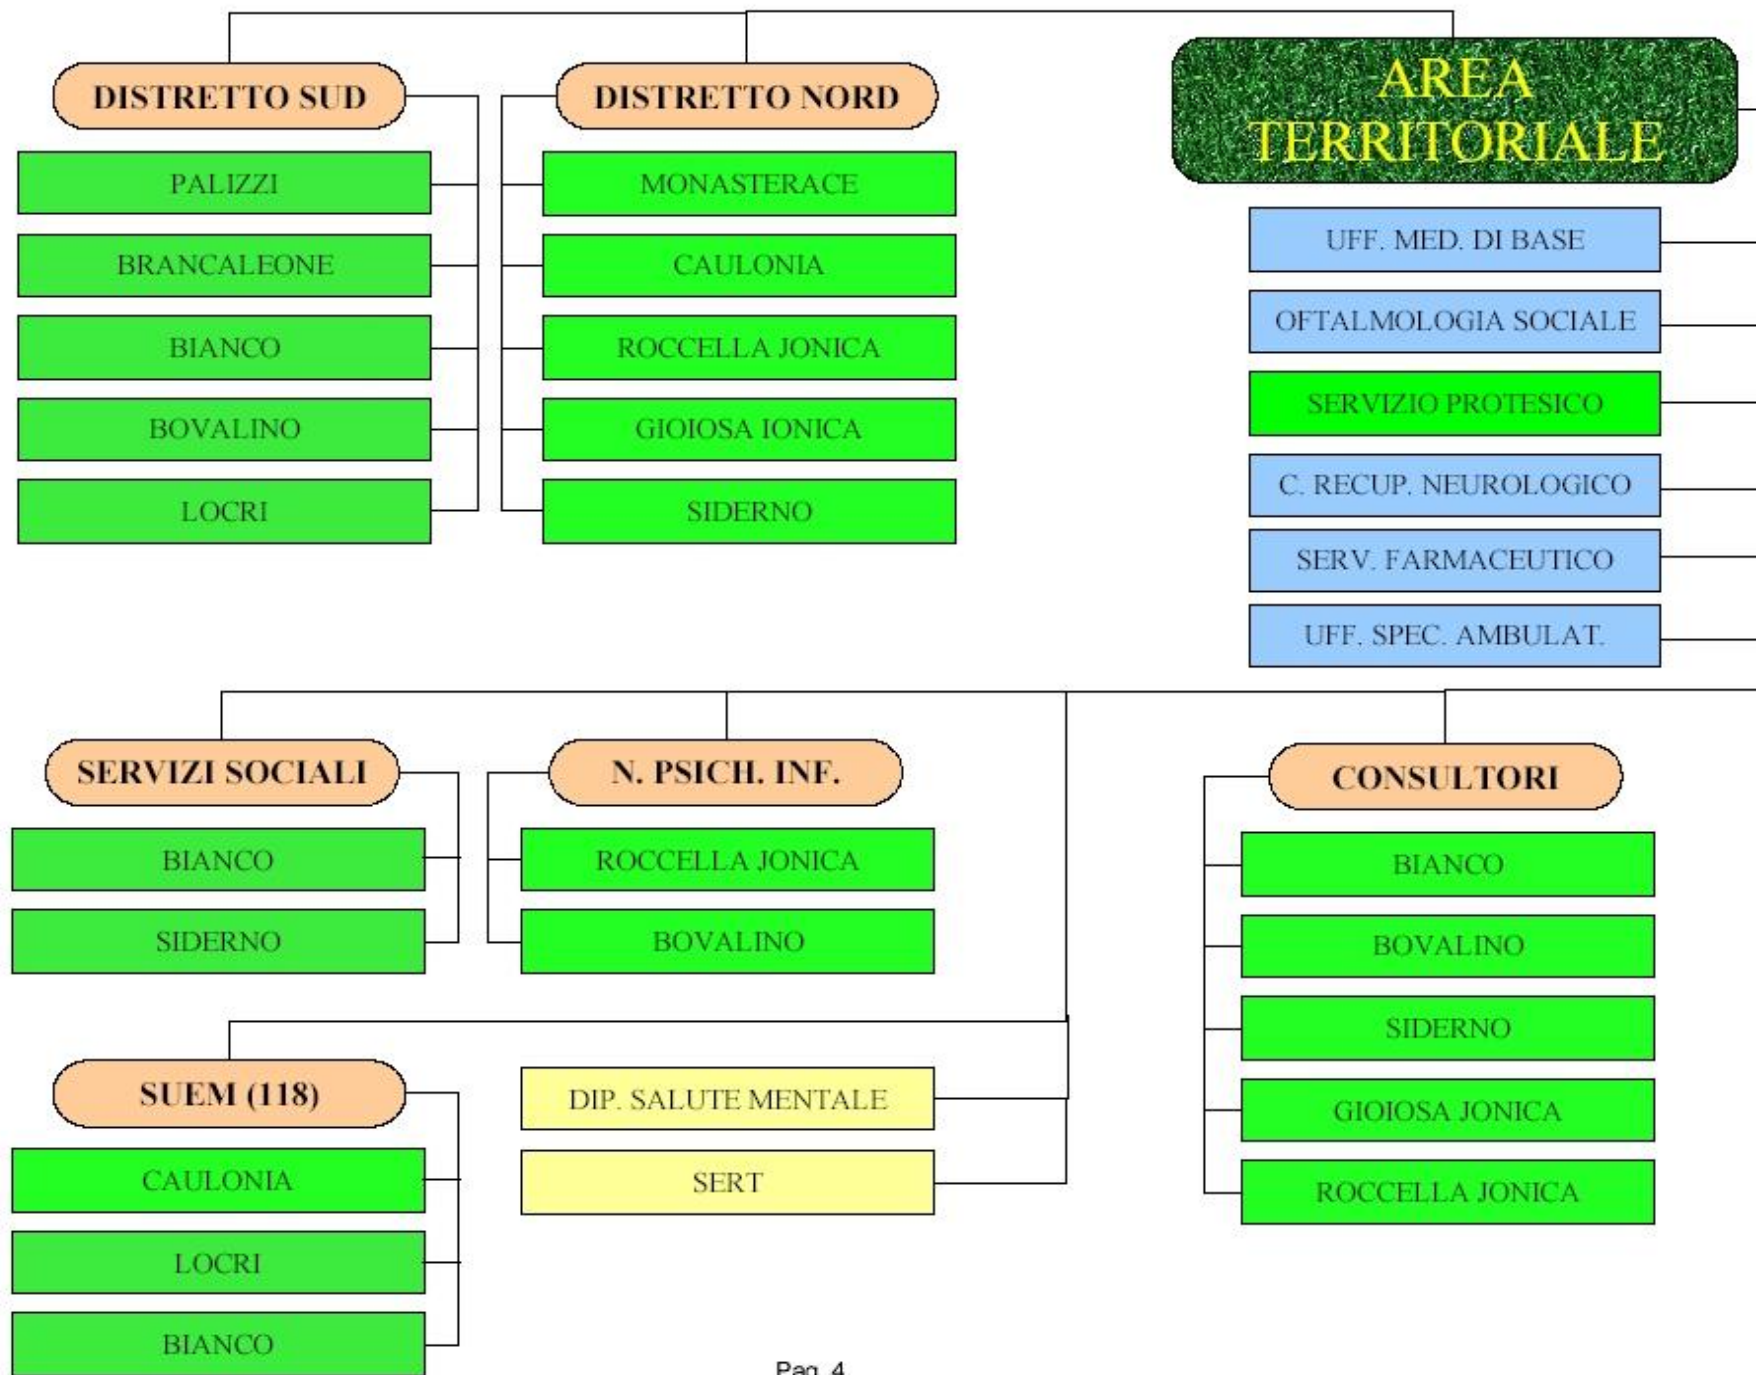 DISTRETTO SUD
PALIZZI
BRANCALEONE
BIANCO
BOVALINO
LOCRI
DISTRETTO NORD
MONASTERACE
CAULONIA
ROCCELLA JONICA
GIOIOSA IONICA
SIDERNO
AREA
TERRITORIALE
UFF. MED. DI BASE
OFTALMOLOGIA SOCIALE
SERVIZIO PROTESICO
C. RECUP. NEUROLOGICO
SERV. FARMACEUTICO
UFF. SPEC. AMBULAT.
SERVIZI SOCIALI
BIANCO
SIDERNO
N. PSICH. INF.
ROCCELLA JONICA
BOVALINO
CONSULTORI
BIANCO
BOVALINO
SIDERNO
GIOIOSA JONICA
ROCCELLA JONICA
SUEM (118)
CAULONIA
LOCRI
BIANCO
DIP. SALUTE MENTALE
SERT
Pag. 4